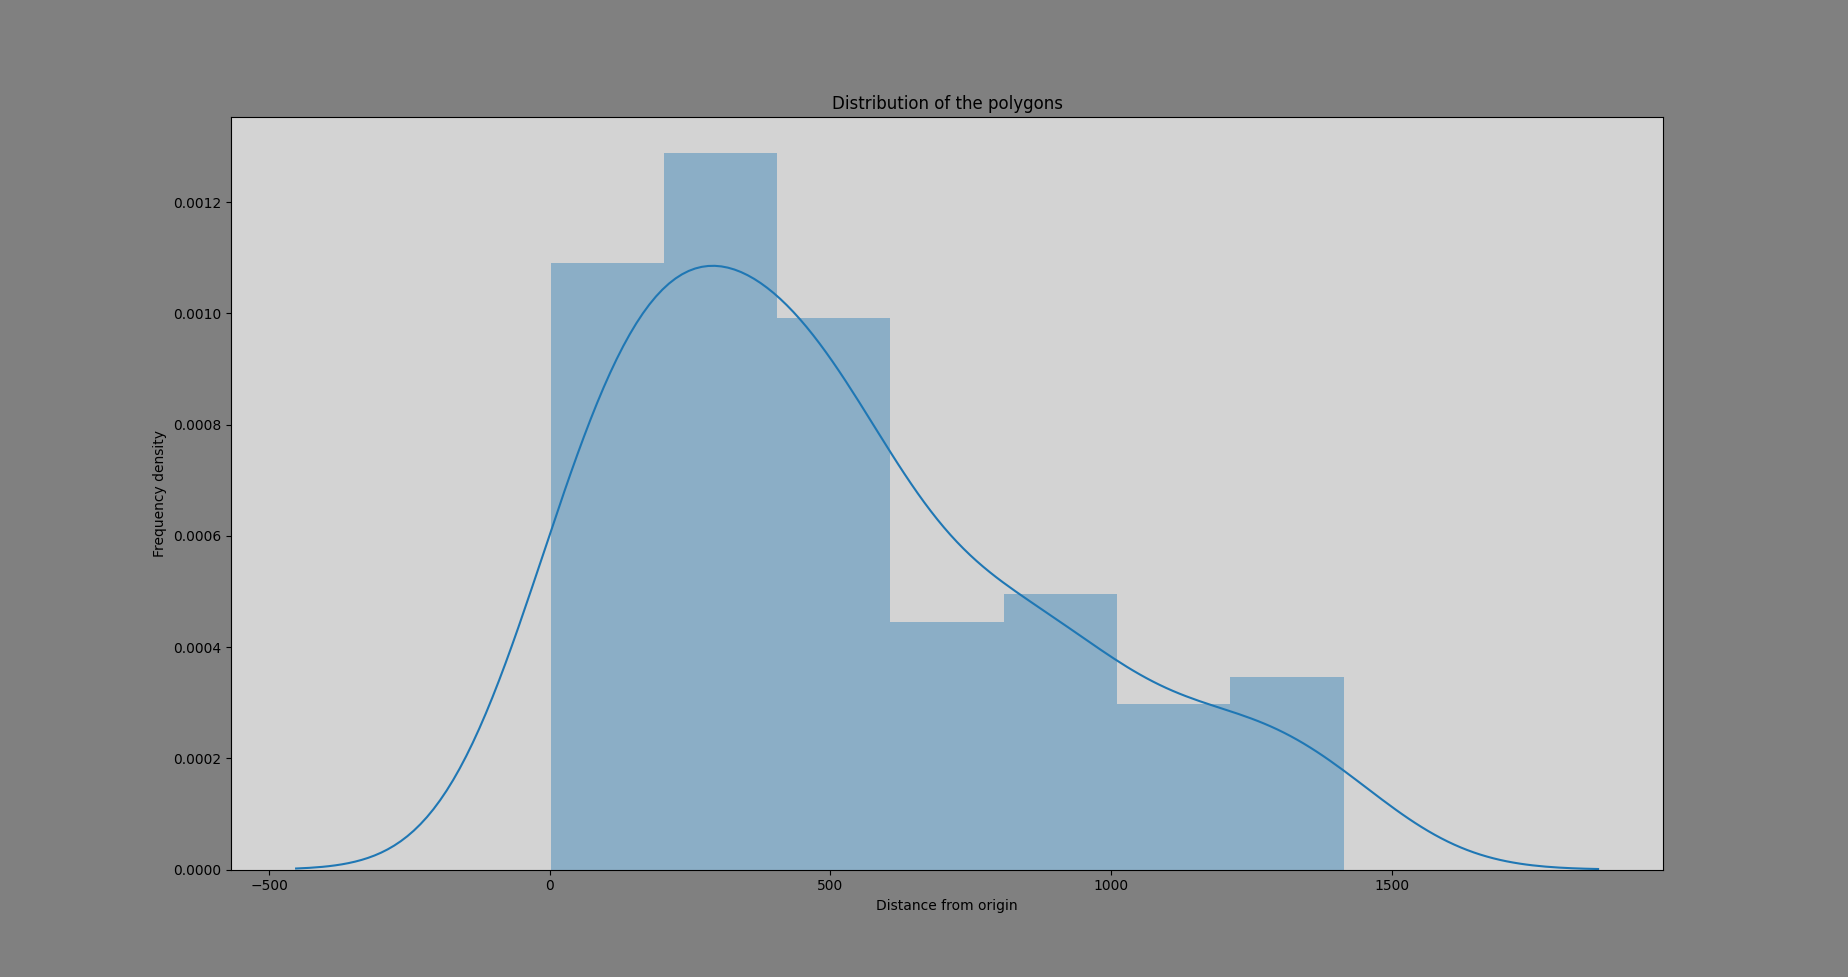 Distribution of the polygons
Frequency density
0.0012
0.0010
0.0008
0.0006
0.0004
0.0002
0.0000
−500 0 500 1000 1500
Distance from origin